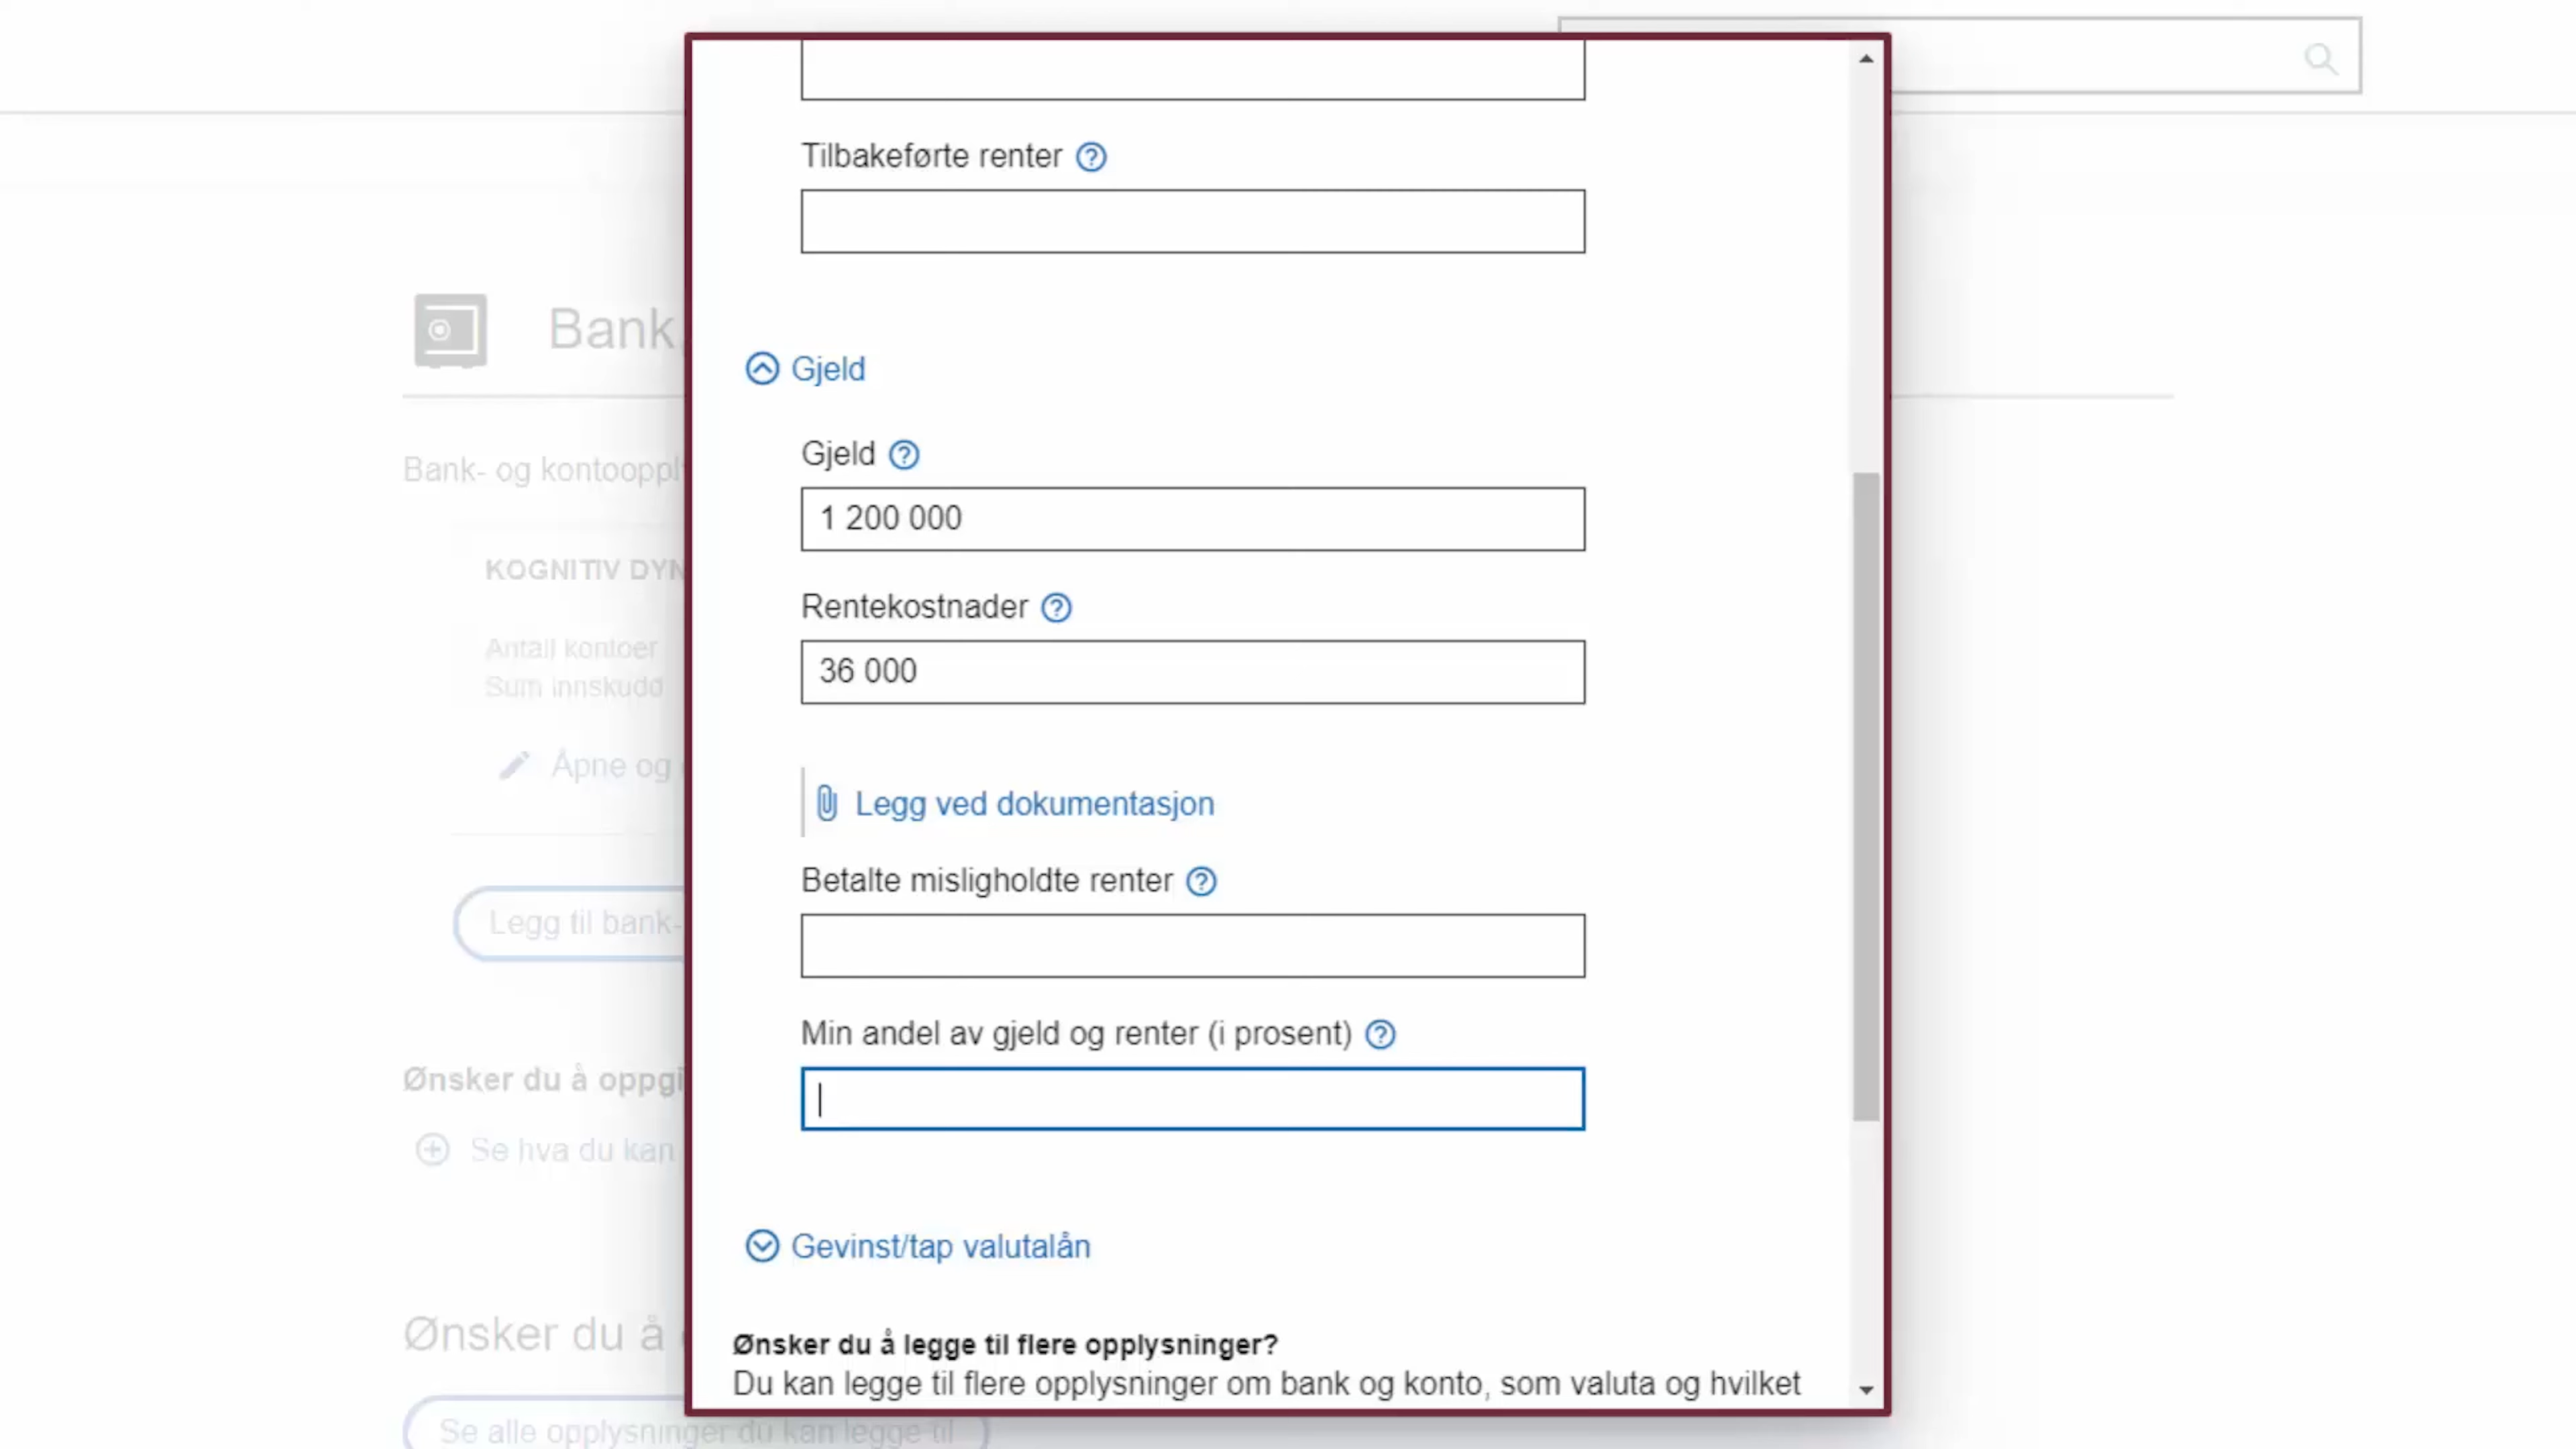 Tilbakeførte renter
Bank
Gjeld
Bank- og kontooppl
Gjeld
1 200 000
KOGNITIV DYN
Rentekostnader
Antall kontoer
36 000
Sum innskudd
Åpne og
Legg ved dokumentasjon
Betalte misligholdte renter
Legg til bank-
Min andel av gjeld og renter (i prosent)
Ønsker du å oppgi
Se hva du kan
Gevinst/tap valutalån
Ønsker du å
Ønsker du å legge til flere opplysninger?
Du kan legge til flere opplysninger om bank og konto, som valuta og hvilket
Se alle opplysninger du kan legge til